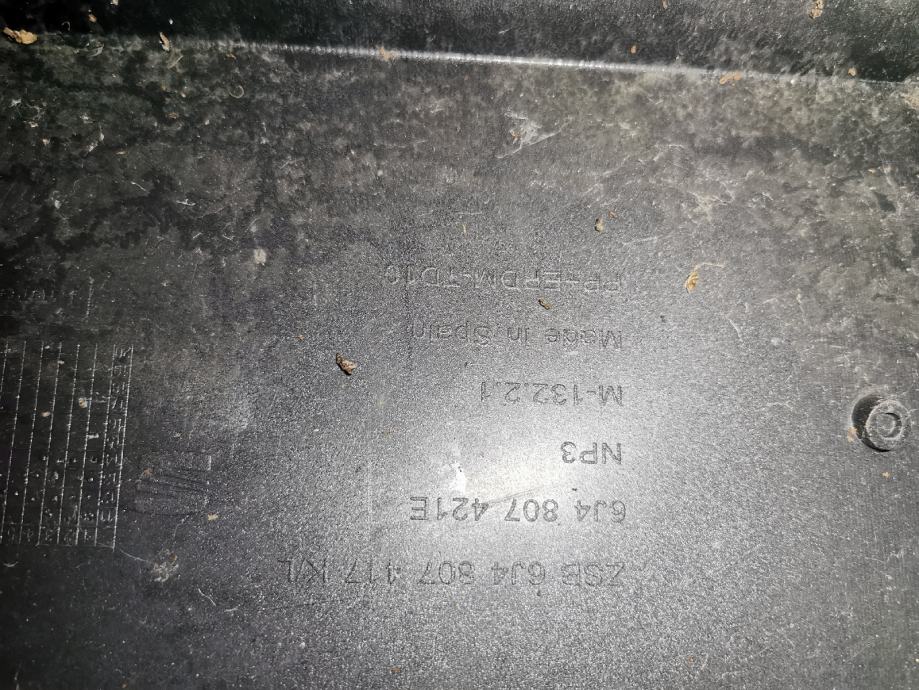 ZSB 6J4 807 417 KL
6J4 807 421E
NP3
M-132.2.1
Made in Spain
PP+EPDM-TD10